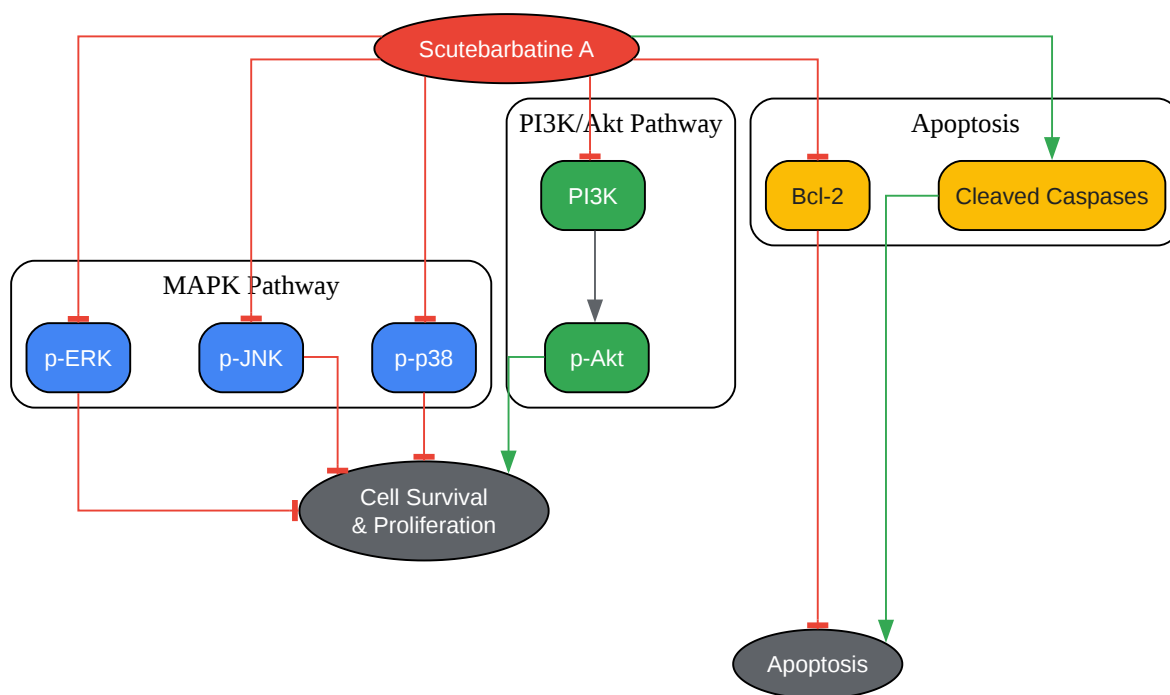 Scutebarbatine A
PI3K/Akt Pathway
Apoptosis
PI3K
Bcl-2
Cleaved Caspases
MAPK Pathway
p-ERK
p-JNK
p-p38
p-Akt
Cell Survival
& Proliferation
Apoptosis